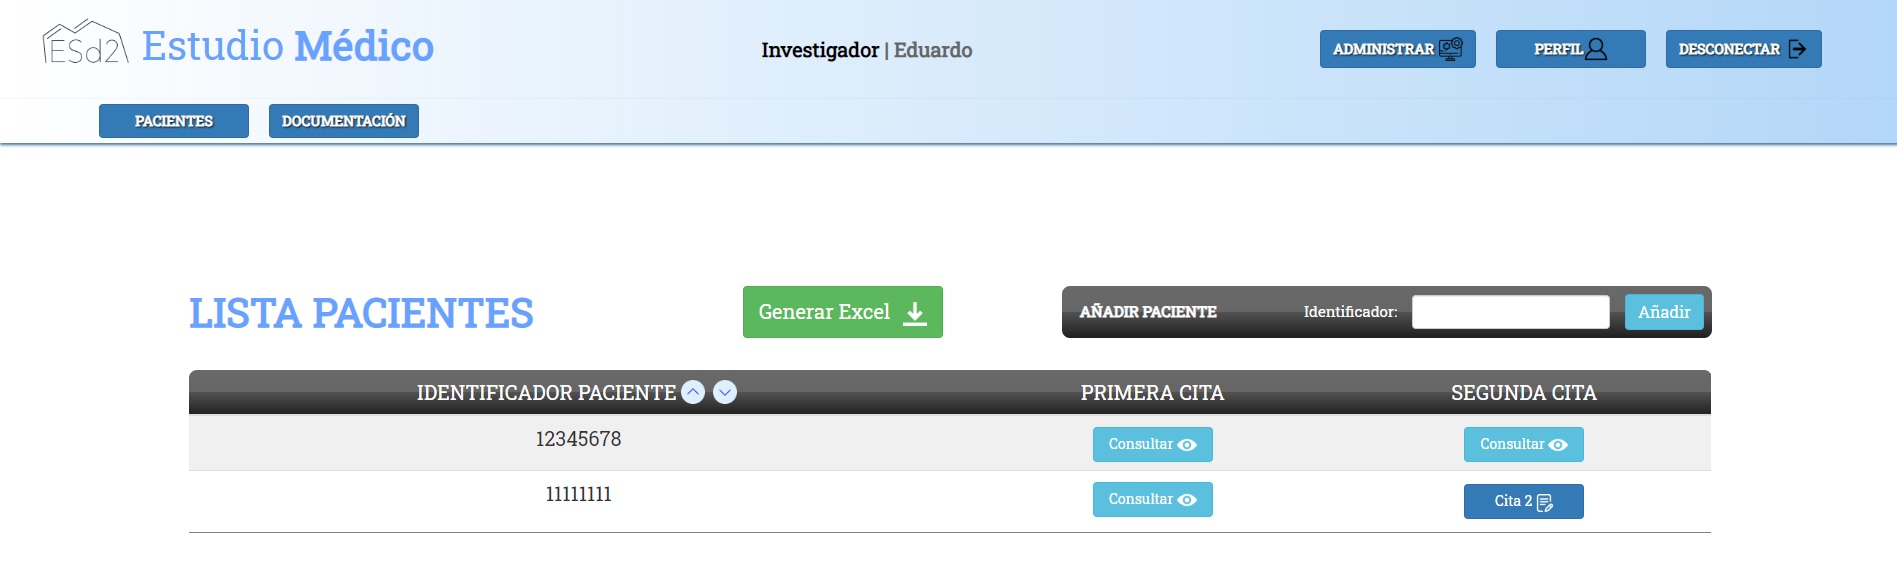 ESd2 Estudio Médico
Investigador | Eduardo
ADMINISTRAR
PERFIL
DESCONECTAR
PACIENTES
DOCUMENTACIÓN
LISTA PACIENTES
Generar Excel
AÑADIR PACIENTE
Identificador:
Añadir
IDENTIFICADOR PACIENTE
PRIMERA CITA
SEGUNDA CITA
12345678
Consultar
Consultar
11111111
Consultar
Cita 2